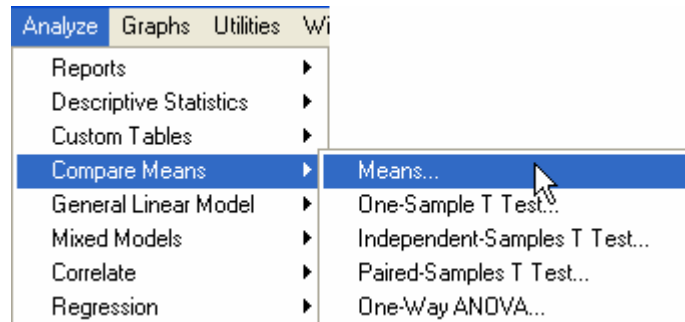 Analyze Graphs Utilities Wi
Reports
Descriptive Statistics
Custom Tables
Compare Means
General Linear Model
Mixed Models
Correlate
Regression
Means...
One-Sample T Test...
Independent-Samples T Test...
Paired-Samples T Test...
One-Way ANOVA...